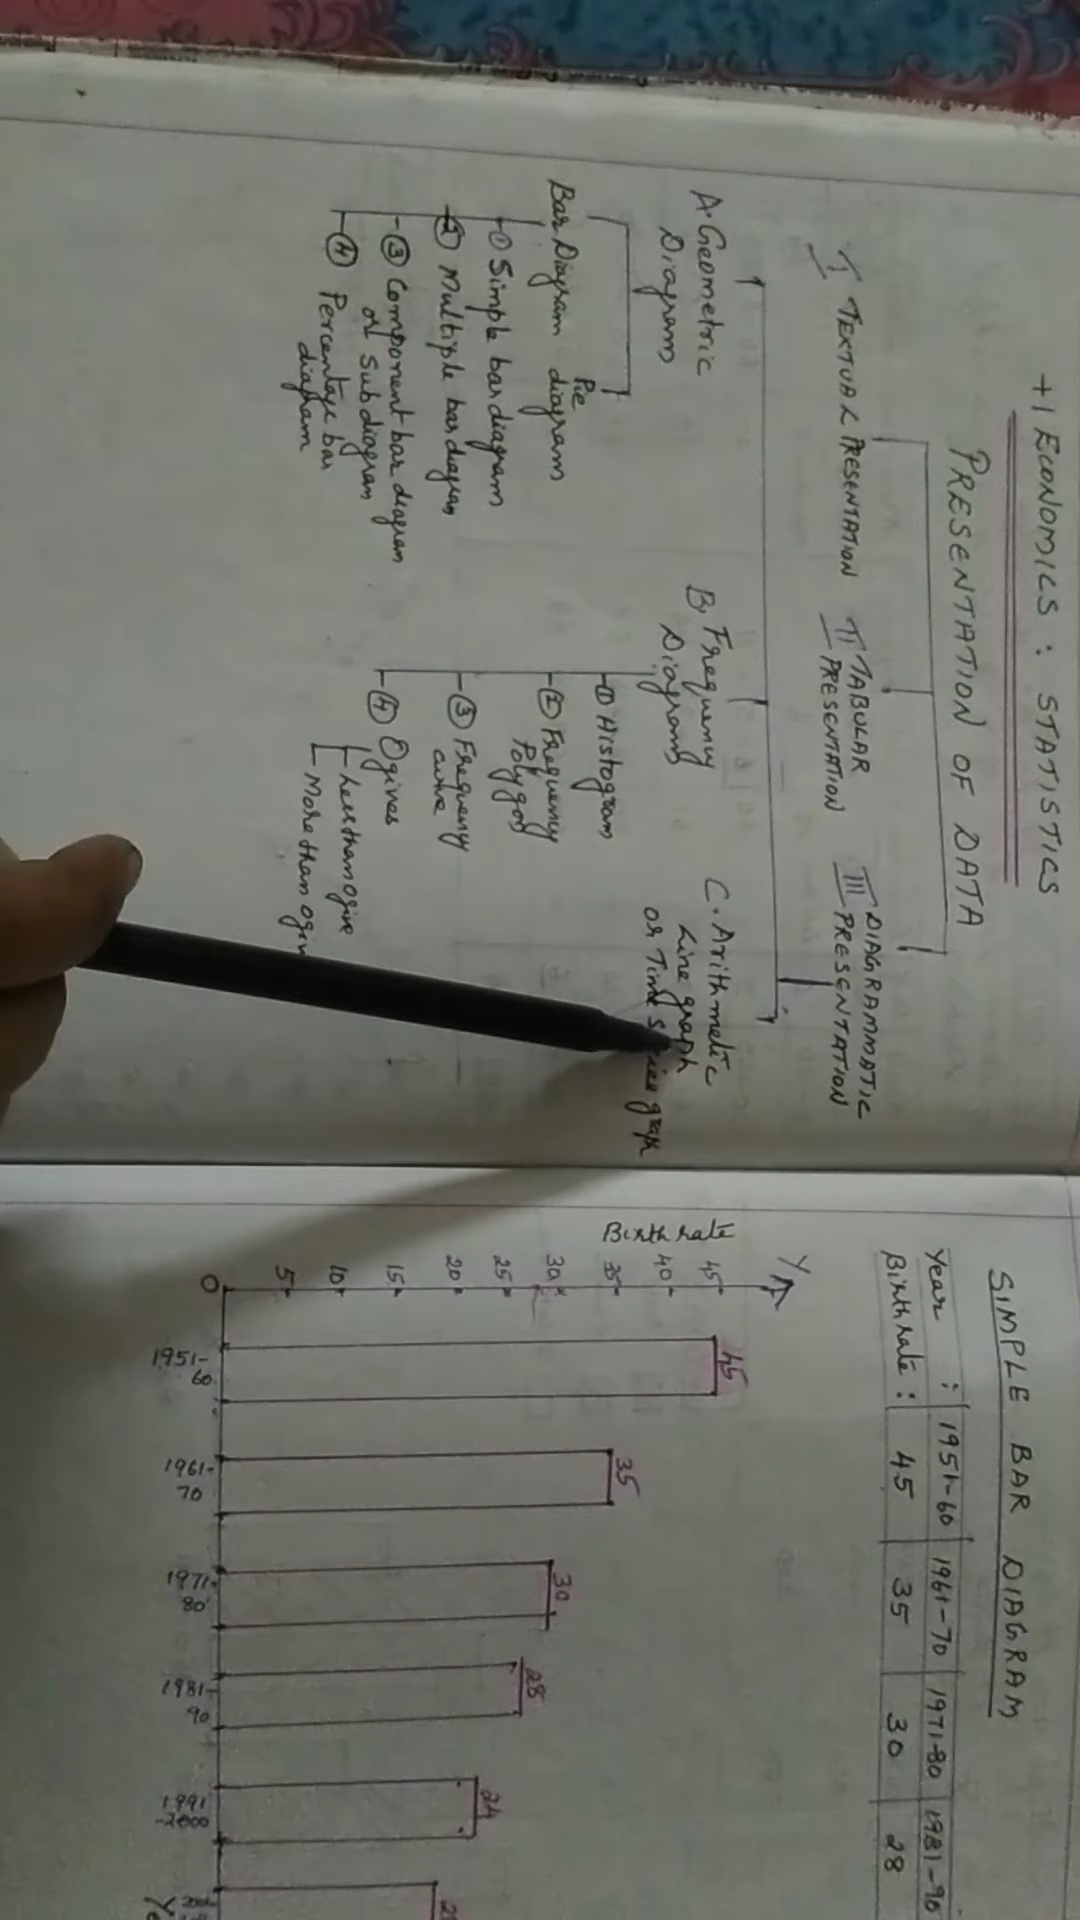 +1 ECONOMICS : STATISTICS
PRESENTATION OF DATA
I TEXTUAL PRESENTATION
II TABULAR
PRESENTATION
III DIAGRAMMATIC
PRESENTATION
A. Geometric
Diagram
Bar Diagram
Pie
diagram
① Simple bar diagram
② Multiple bar diagram
③ Component bar diagram
or Sub diagram
④ Percentage bar
diagram
B. Frequency
Diagrams
① Histogram
② Frequency
Polygon
③ Frequency
curve
④ Ogives
Less than ogive
More than
C. Arithmetic
Line graph
or Time graph
SIMPLE BAR DIAGRAM
Year : 1951-60 1961-70 1971-80 1981-90
Birthrate : 45 35 30 28
Y
Birth rate
45
40
35
30
25
20
15
10
5
0
45
35
30
28
24
1951-
60
1961-
70
1971-
80
1981-
90
1991
-2000